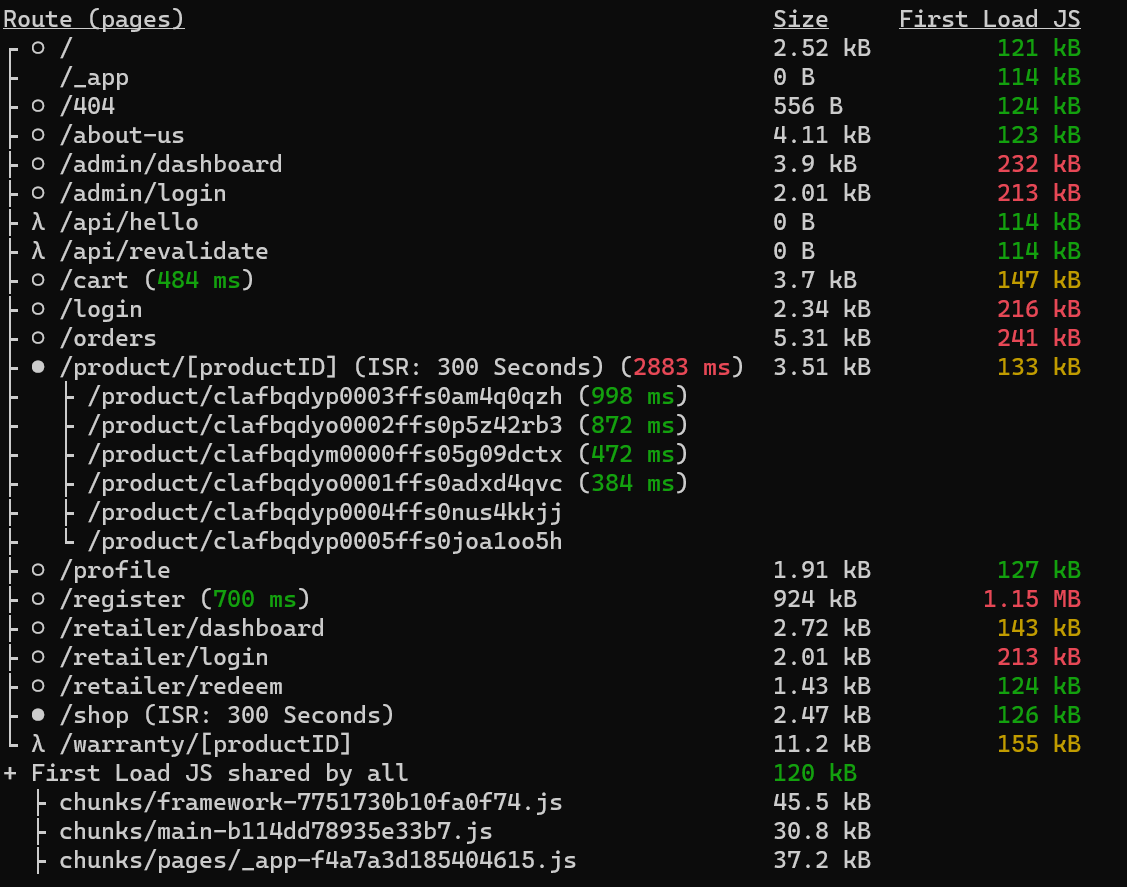 Route (pages) Size First Load JS
┌ ○ / 2.52 kB 121 kB
├   /_app 0 B 114 kB
├ ○ /404 556 B 124 kB
├ ○ /about-us 4.11 kB 123 kB
├ ○ /admin/dashboard 3.9 kB 232 kB
├ ○ /admin/login 2.01 kB 213 kB
├ λ /api/hello 0 B 114 kB
├ λ /api/revalidate 0 B 114 kB
├ ○ /cart (484 ms) 3.7 kB 147 kB
├ ○ /login 2.34 kB 216 kB
├ ○ /orders 5.31 kB 241 kB
├ ● /product/[productID] (ISR: 300 Seconds) (2883 ms) 3.51 kB 133 kB
├   ├ /product/clafbqdyp0003ffs0am4q0qzh (998 ms)
├   ├ /product/clafbqdyo0002ffs0p5z42rb3 (872 ms)
├   ├ /product/clafbqdym0000ffs05g09dctx (472 ms)
├   ├ /product/clafbqdyo0001ffs0adxd4qvc (384 ms)
├   ├ /product/clafbqdyp0004ffs0nus4kkjj
├   └ /product/clafbqdyp0005ffs0joa1oo5h
├ ○ /profile 1.91 kB 127 kB
├ ○ /register (700 ms) 924 kB 1.15 MB
├ ○ /retailer/dashboard 2.72 kB 143 kB
├ ○ /retailer/login 2.01 kB 213 kB
├ ○ /retailer/redeem 1.43 kB 124 kB
├ ● /shop (ISR: 300 Seconds) 2.47 kB 126 kB
└ λ /warranty/[productID] 11.2 kB 155 kB
+ First Load JS shared by all 120 kB
├ chunks/framework-7751730b10fa0f74.js 45.5 kB
├ chunks/main-b114dd78935e33b7.js 30.8 kB
├ chunks/pages/_app-f4a7a3d185404615.js 37.2 kB